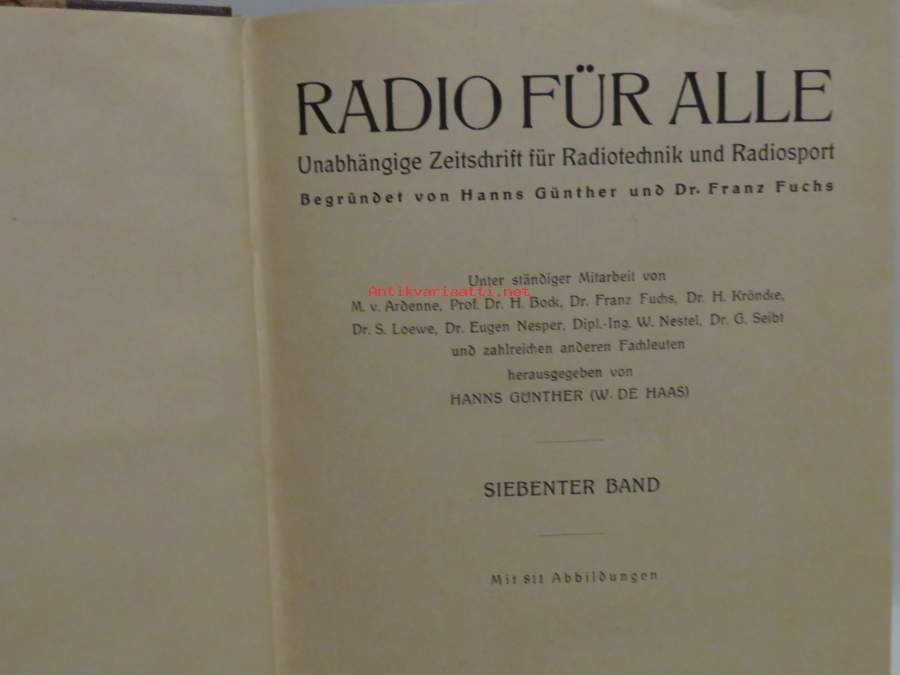 RADIO FÜR ALLE
Unabhängige Zeitschrift für Radiotechnik und Radiosport
Begründet von Hanns Günther und Dr. Franz Fuchs
Unter ständiger Mitarbeit von
Antikvariaatti.net
M. v. Ardenne, Prof. Dr. H. Bock, Dr. Franz Fuchs, Dr. H. Kröncke,
Dr. S. Loewe, Dr. Eugen Nesper, Dipl.-Ing. W. Nestel, Dr. G. Seibt
und zahlreichen anderen Fachleuten
herausgegeben von
HANNS GÜNTHER (W. DE HAAS)
SIEBENTER BAND
Mit 811 Abbildungen